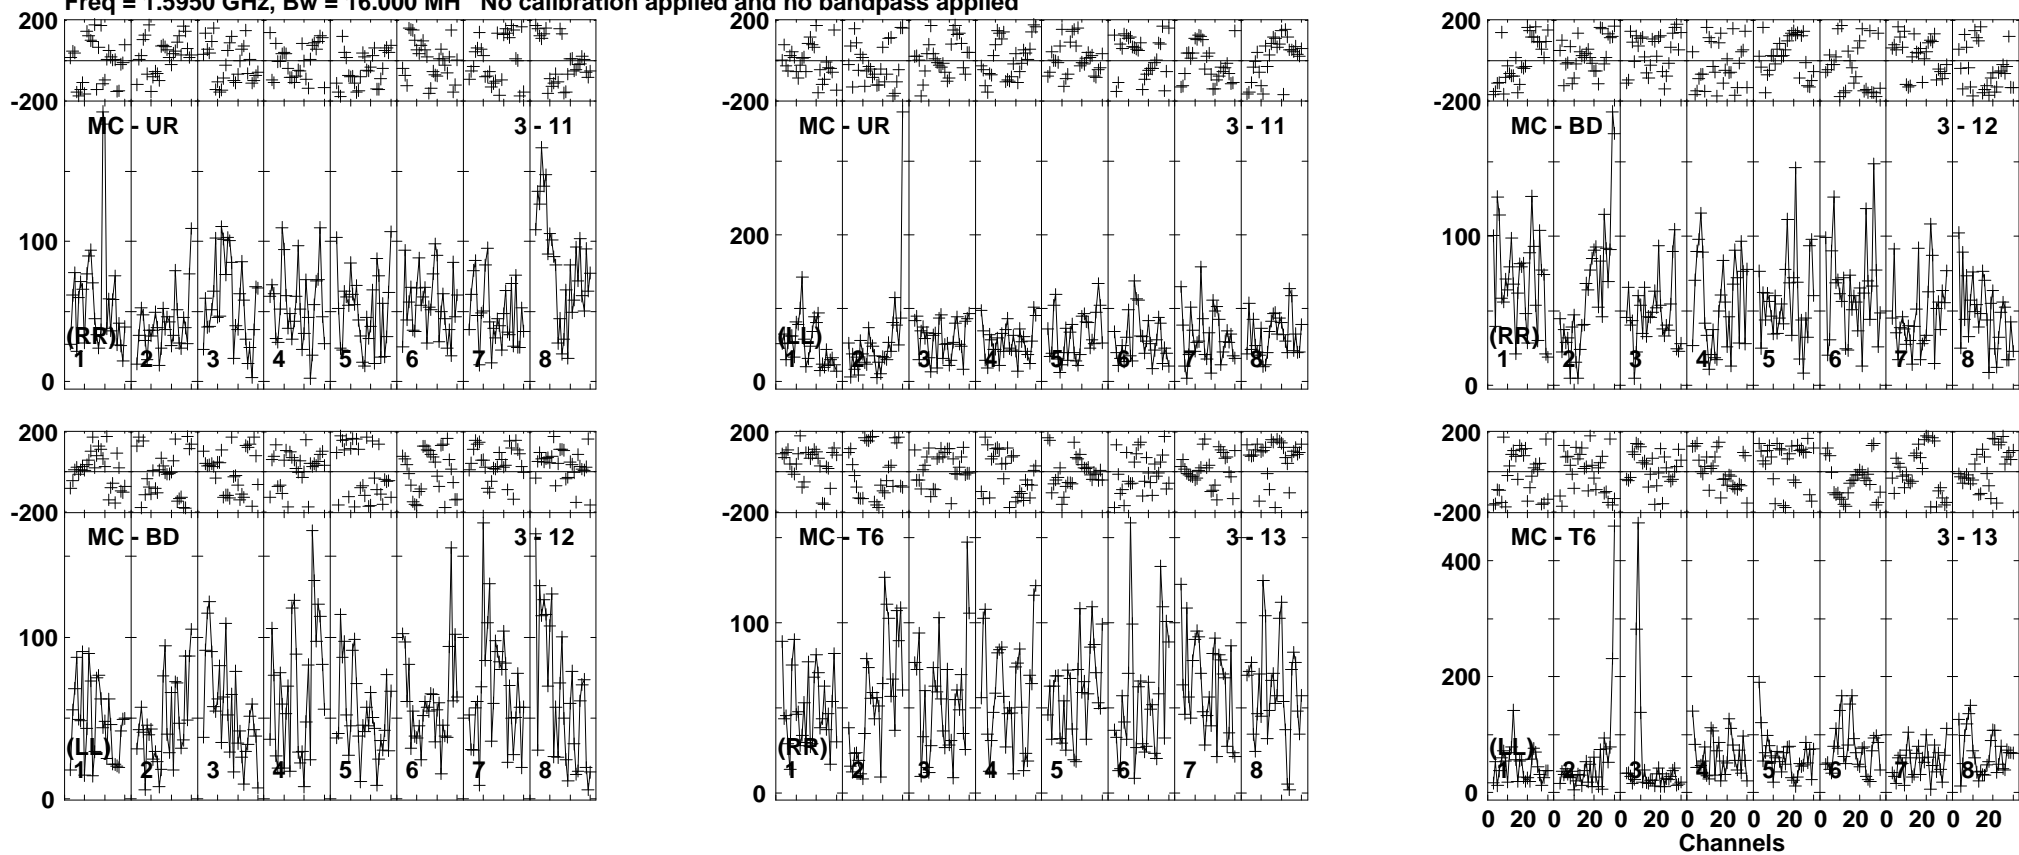 Freq = 1.5950 GHz, Bw = 16.000 MH No calibration applied and no bandpass applied
200
-200
MC - UR 3 - 11
100
(RR)
1 2 3 4 5 6 7 8
0
200
-200
MC - UR 3 - 11
200
(LL)
1 2 3 4 5 6 7 8
0
200
-200
MC - BD 3 - 12
100
(RR)
1 2 3 4 5 6 7 8
0
200
-200
MC - BD 3 - 12
100
(LL)
1 2 3 4 5 6 7 8
0
200
-200
MC - T6 3 - 13
100
(RR)
1 2 3 4 5 6 7 8
0
200
-200
MC - T6 3 - 13
400
200
(LL)
1 2 3 4 5 6 7 8
0
0 20 0 20 0 20 0 20 0 20 0 20 0 20 0 20
Channels